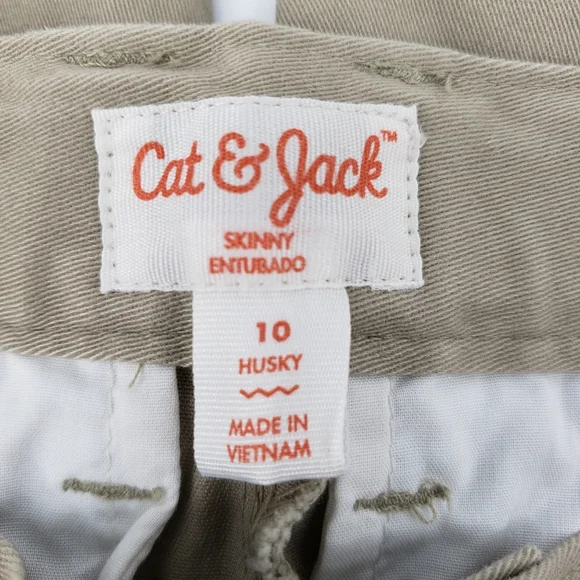 Cat & Jack™
SKINNY
ENTUBADO
10
HUSKY
MADE IN
VIETNAM